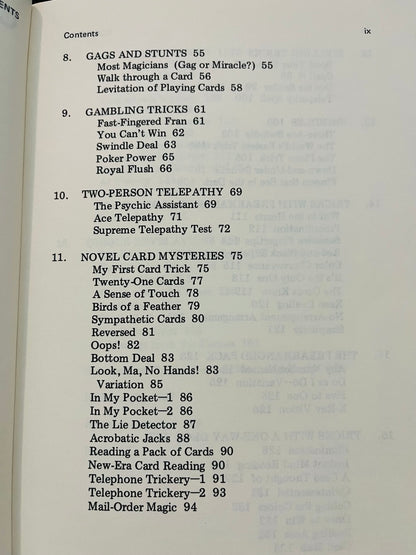 ENTS
Contents ix
8. GAGS AND STUNTS 55
Most Magicians (Gag or Miracle?) 55
Walk through a Card 56
Levitation of Playing Cards 58
9. GAMBLING TRICKS 61
Fast-Fingered Fran 61
You Can't Win 62
Swindle Deal 63
Poker Power 65
Royal Flush 66
10. TWO-PERSON TELEPATHY 69
The Psychic Assistant 69
Ace Telepathy 71
Supreme Telepathy Test 72
11. NOVEL CARD MYSTERIES 75
My First Card Trick 75
Twenty-One Cards 77
A Sense of Touch 78
Birds of a Feather 79
Sympathetic Cards 80
Reversed 81
Oops! 82
Bottom Deal 83
Look, Ma, No Hands! 83
Variation 85
In My Pocket—1 86
In My Pocket—2 86
The Lie Detector 87
Acrobatic Jacks 88
Reading a Pack of Cards 90
New-Era Card Reading 90
Telephone Trickery—1 91
Telephone Trickery—2 93
Mail-Order Magic 94